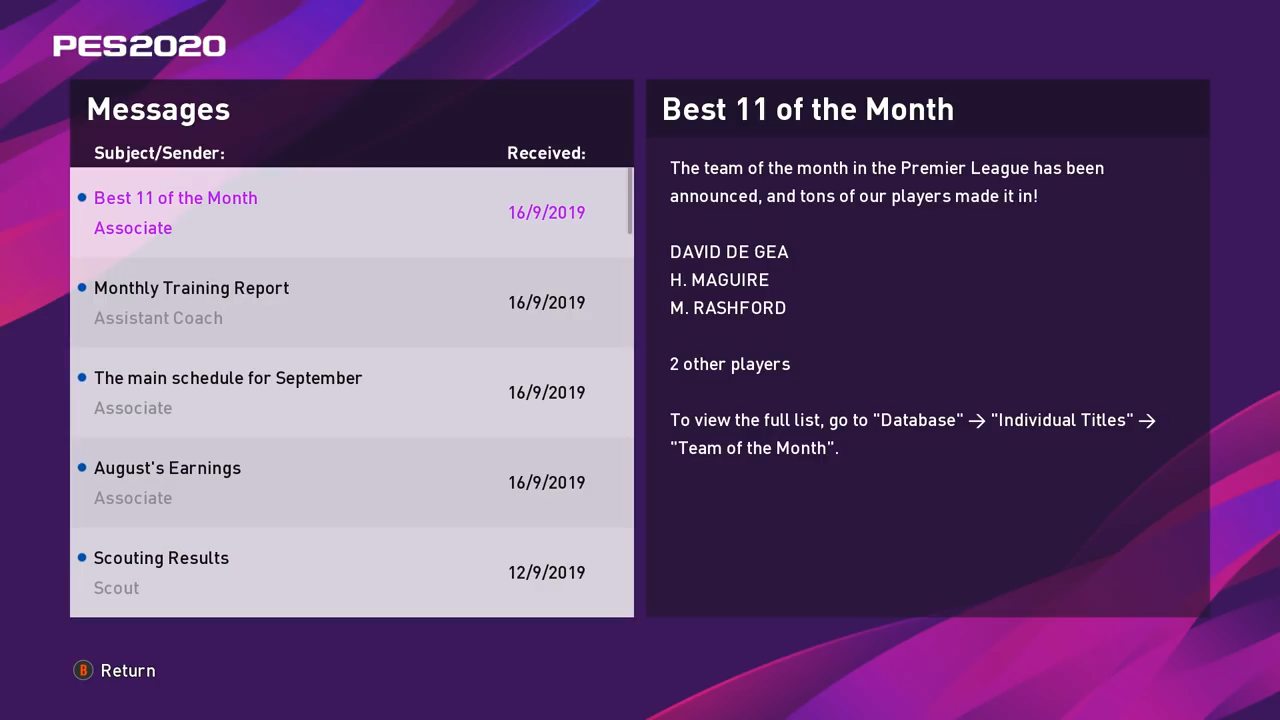 PES2020
Messages
Subject/Sender: Received:
Best 11 of the Month
Associate
16/9/2019
Monthly Training Report
Assistant Coach
16/9/2019
The main schedule for September
Associate
16/9/2019
August's Earnings
Associate
16/9/2019
Scouting Results
Scout
12/9/2019
Best 11 of the Month
The team of the month in the Premier League has been
announced, and tons of our players made it in!
DAVID DE GEA
H. MAGUIRE
M. RASHFORD
2 other players
To view the full list, go to "Database" → "Individual Titles" →
"Team of the Month".
B Return